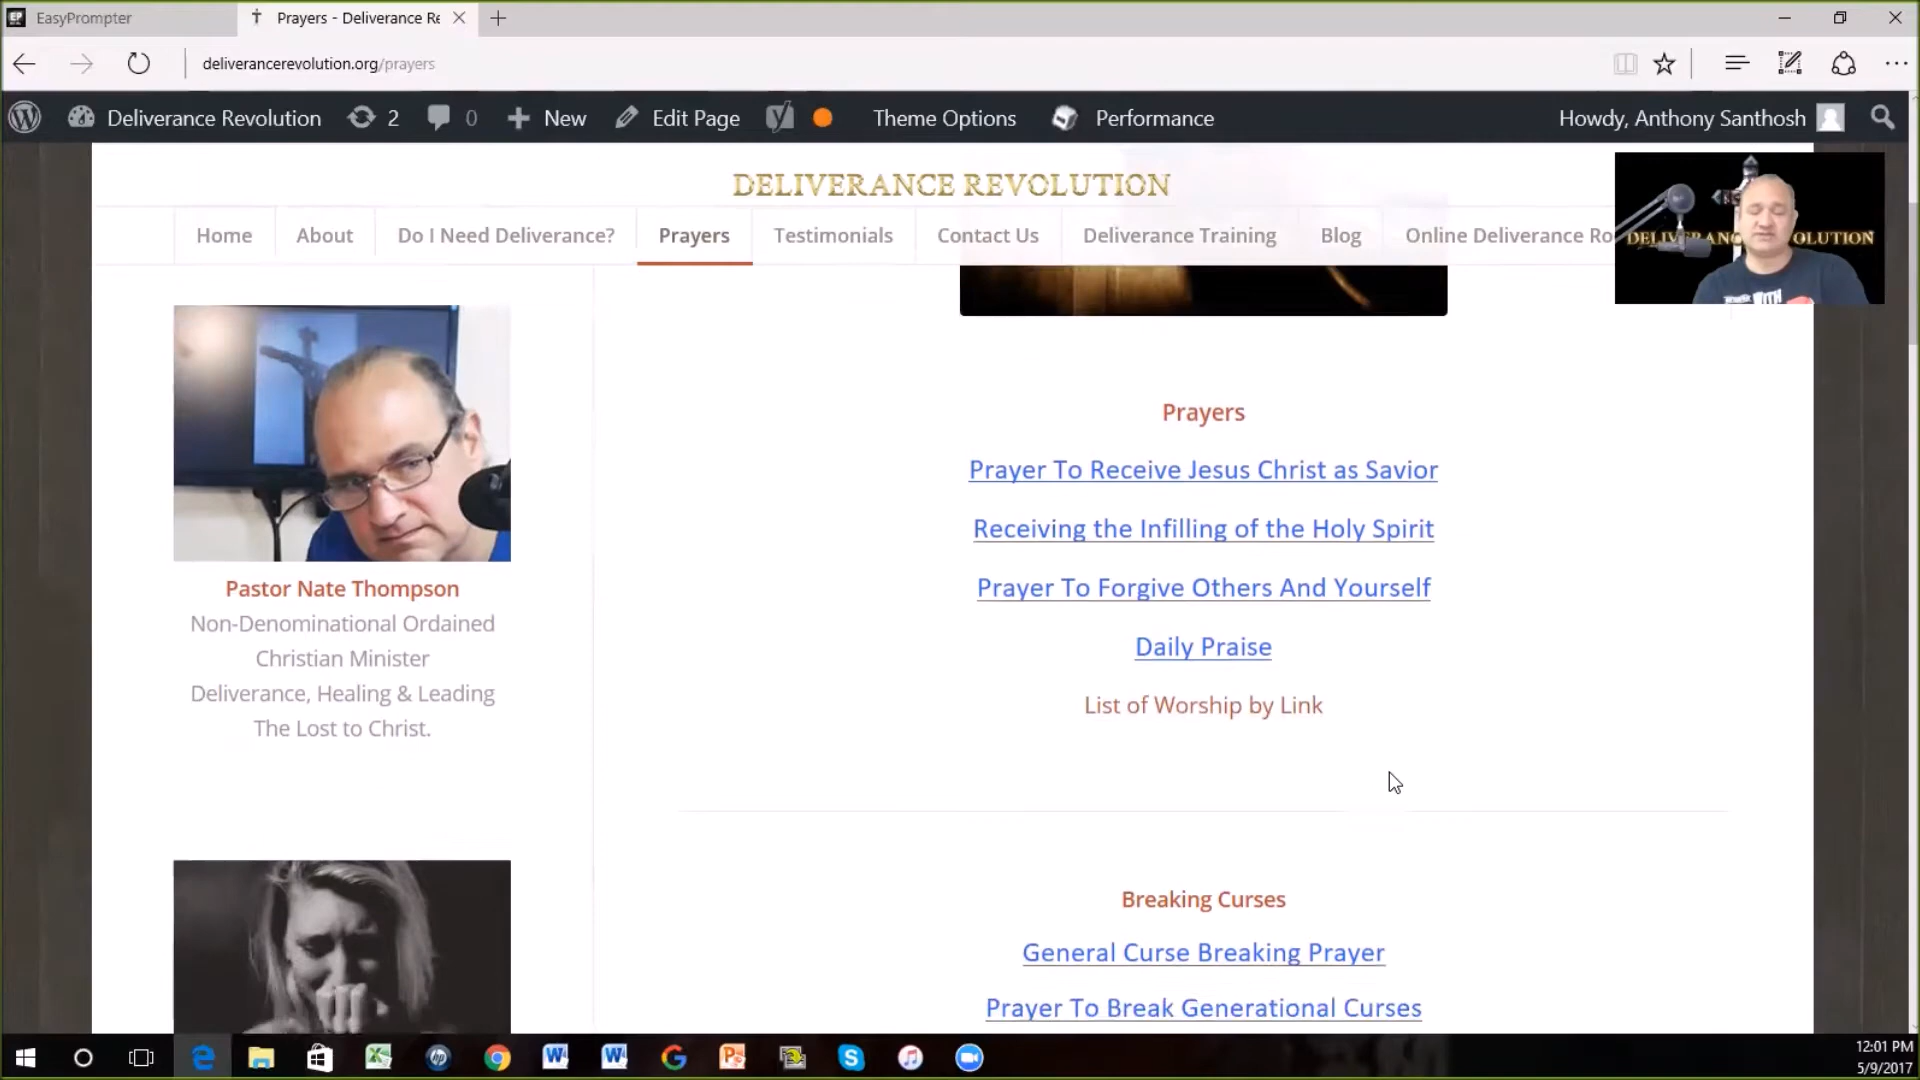 EasyPrompter
Prayers - Deliverance Re
deliverancerevolution.org/prayers
Deliverance Revolution 2 0 New Edit Page Theme Options Performance Howdy, Anthony Santhosh
DELIVERANCE REVOLUTION
Home About Do I Need Deliverance? Prayers Testimonials Contact Us Deliverance Training Blog Online Deliverance Ro
Pastor Nate Thompson
Non-Denominational Ordained
Christian Minister
Deliverance, Healing & Leading
The Lost to Christ.
Prayers
Prayer To Receive Jesus Christ as Savior
Receiving the Infilling of the Holy Spirit
Prayer To Forgive Others And Yourself
Daily Praise
List of Worship by Link
Breaking Curses
General Curse Breaking Prayer
Prayer To Break Generational Curses
12:01 PM
5/9/2017